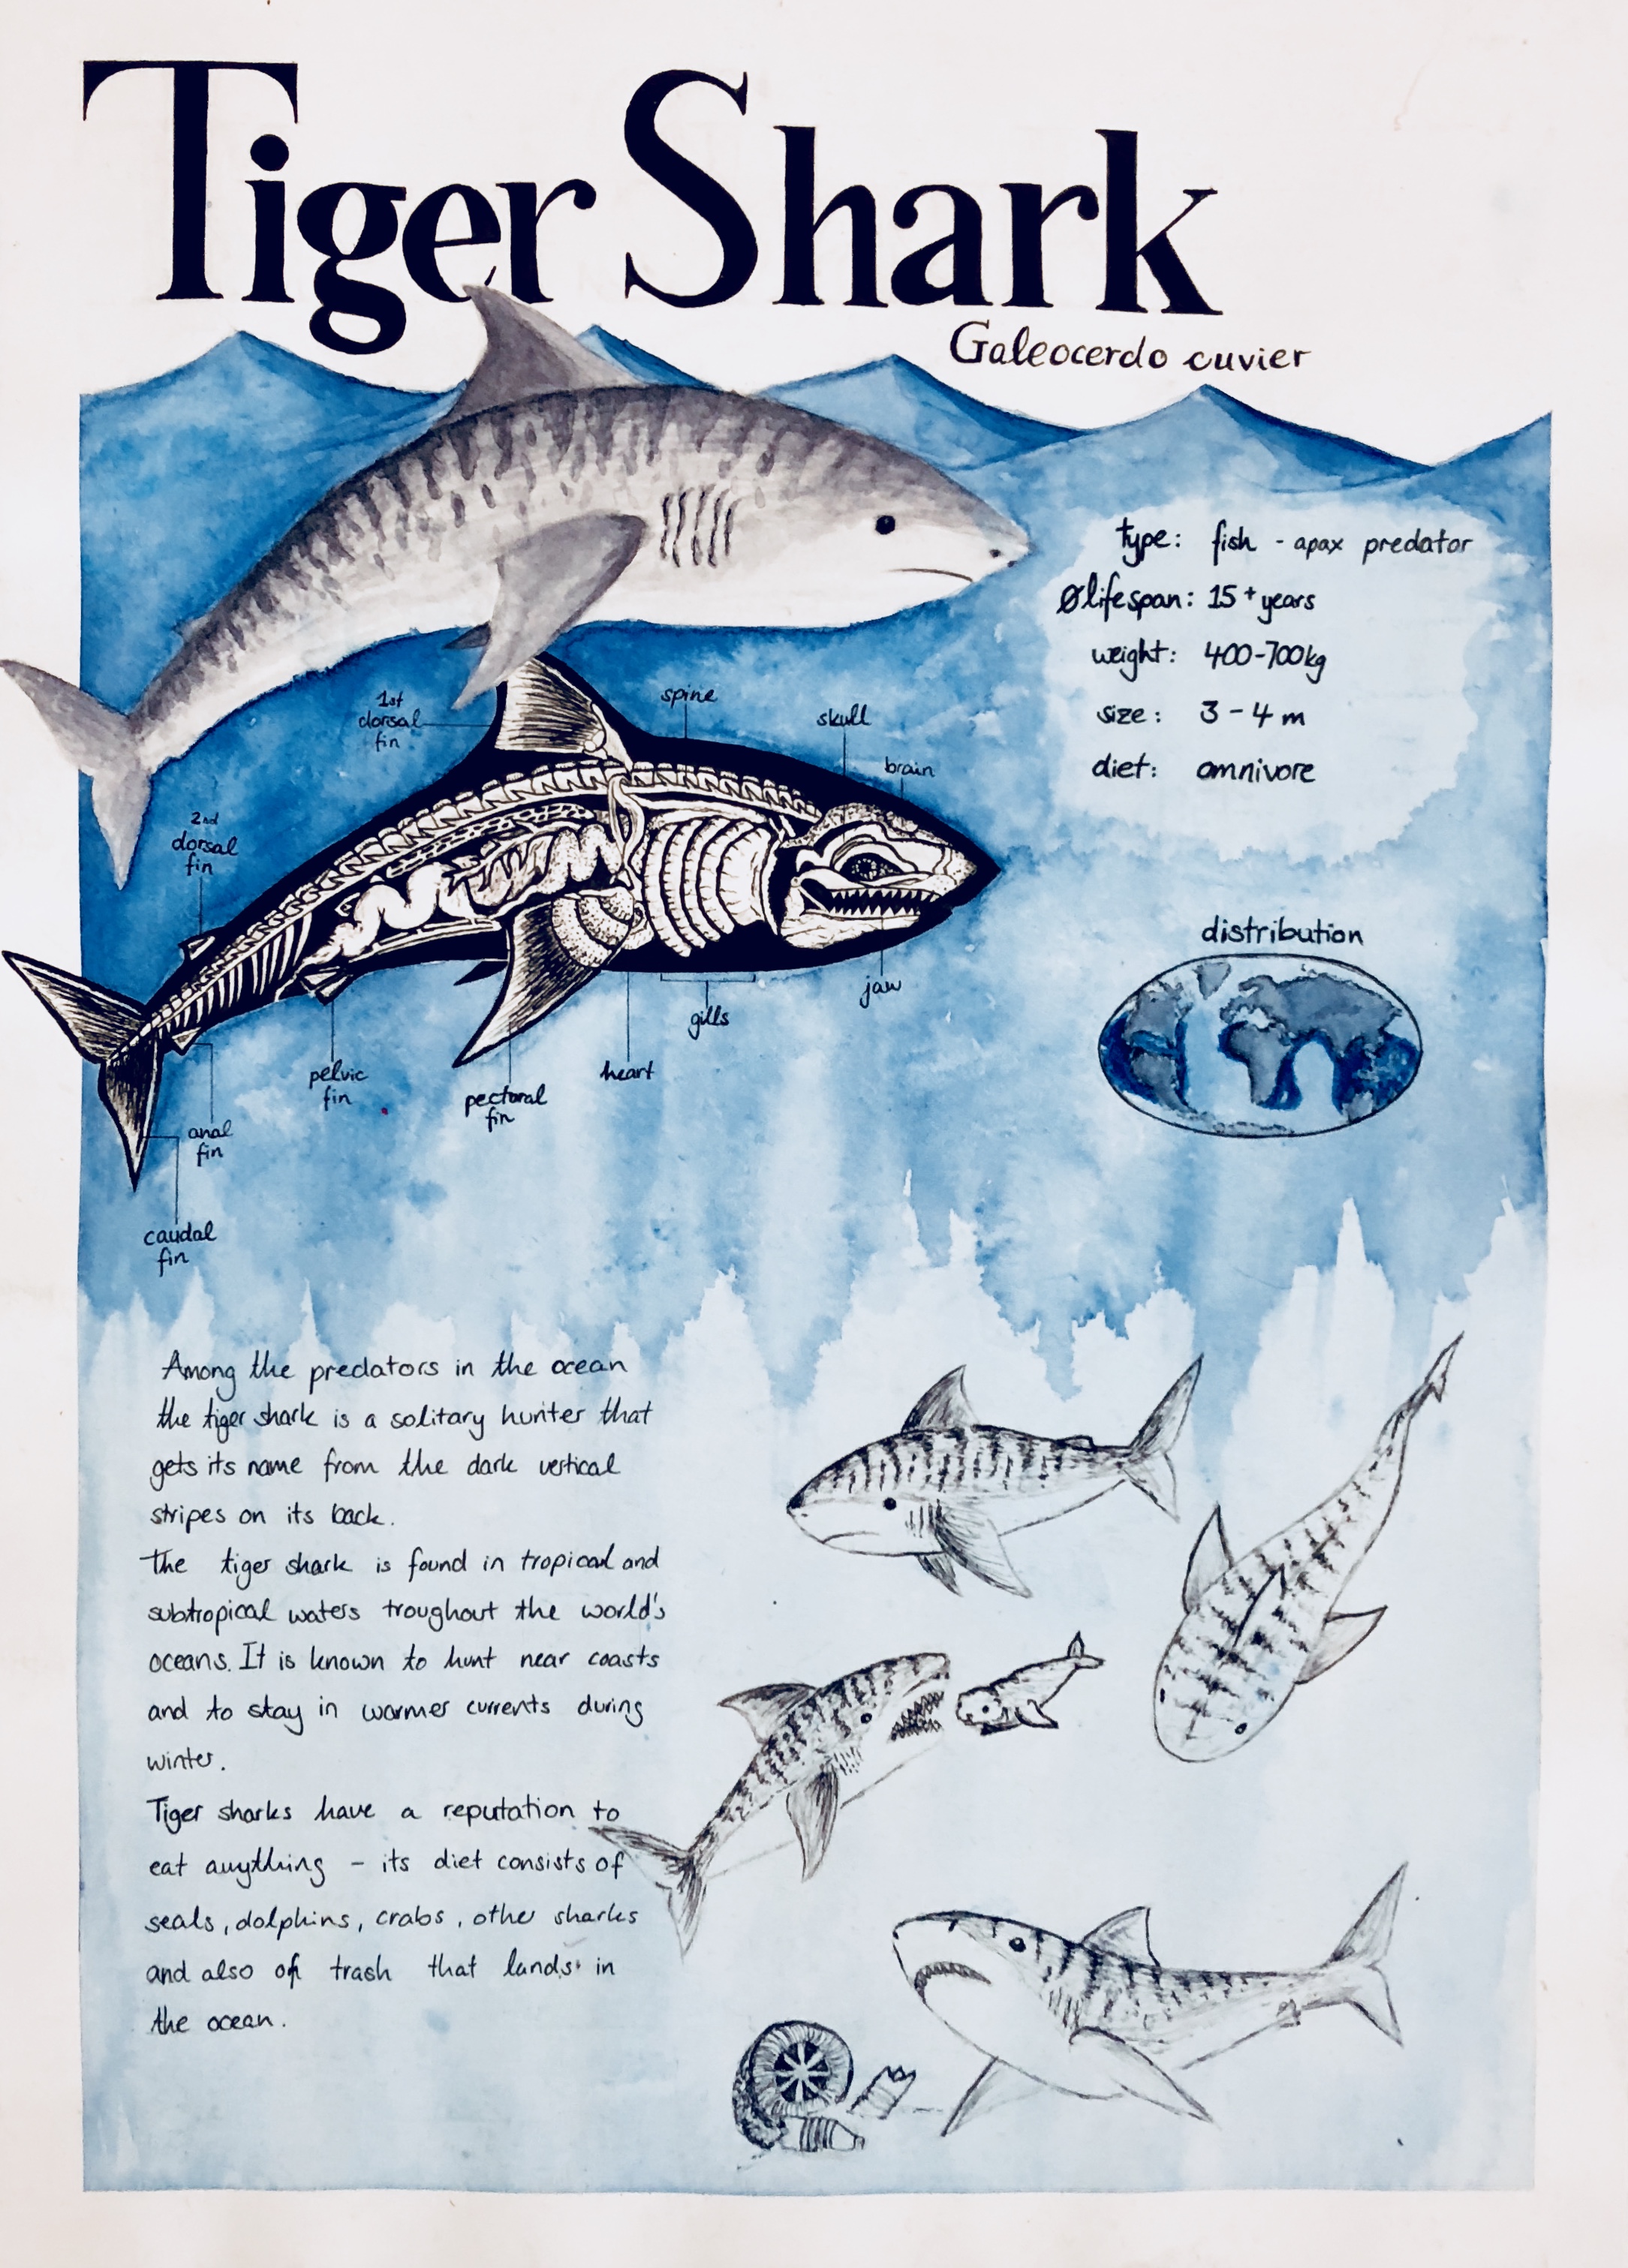 Tiger Shark
Galeocerdo cuvier
type: fish - apax predator
Ølifespan: 15+ years
weight: 400-700kg
size: 3-4 m
diet: omnivore
1st
dorsal
fin
spine
skull
brain
2nd
dorsal
fin
distribution
jaw
gills
heart
pelvic
fin
pectoral
fin
anal
fin
caudal
fin
Among the predators in the ocean
the tiger shark is a solitary hunter that
gets its name from the dark vertical
stripes on its back.
The tiger shark is found in tropical and
subtropical waters troughout the world's
oceans. It is known to hunt near coasts
and to stay in warmer currents during
winter.
Tiger sharks have a reputation to
eat anything - its diet consists of
seals, dolphins, crabs, other sharks
and also of trash that lands in
the ocean.